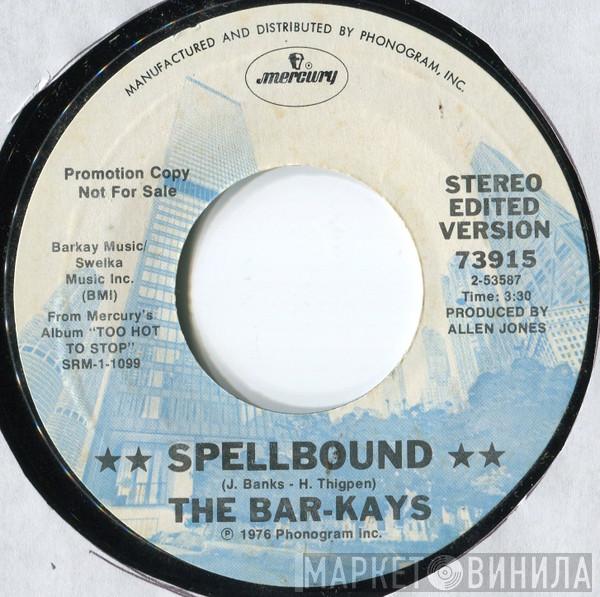 MANUFACTURED AND DISTRIBUTED BY PHONOGRAM, INC.
mercury
Promotion Copy
Not For Sale
Barkay Music/
Swelka
Music Inc.
(BMI)
From Mercury's
Album "TOO HOT
TO STOP"
SRM-1-1099
STEREO
EDITED
VERSION
73915
2-53587
Time: 3:30
PRODUCED BY
ALLEN JONES
★★ SPELLBOUND ★★
(J. Banks - H. Thigpen)
THE BAR-KAYS
℗ 1976 Phonogram Inc.
МАРКЕТ ВИНИЛА